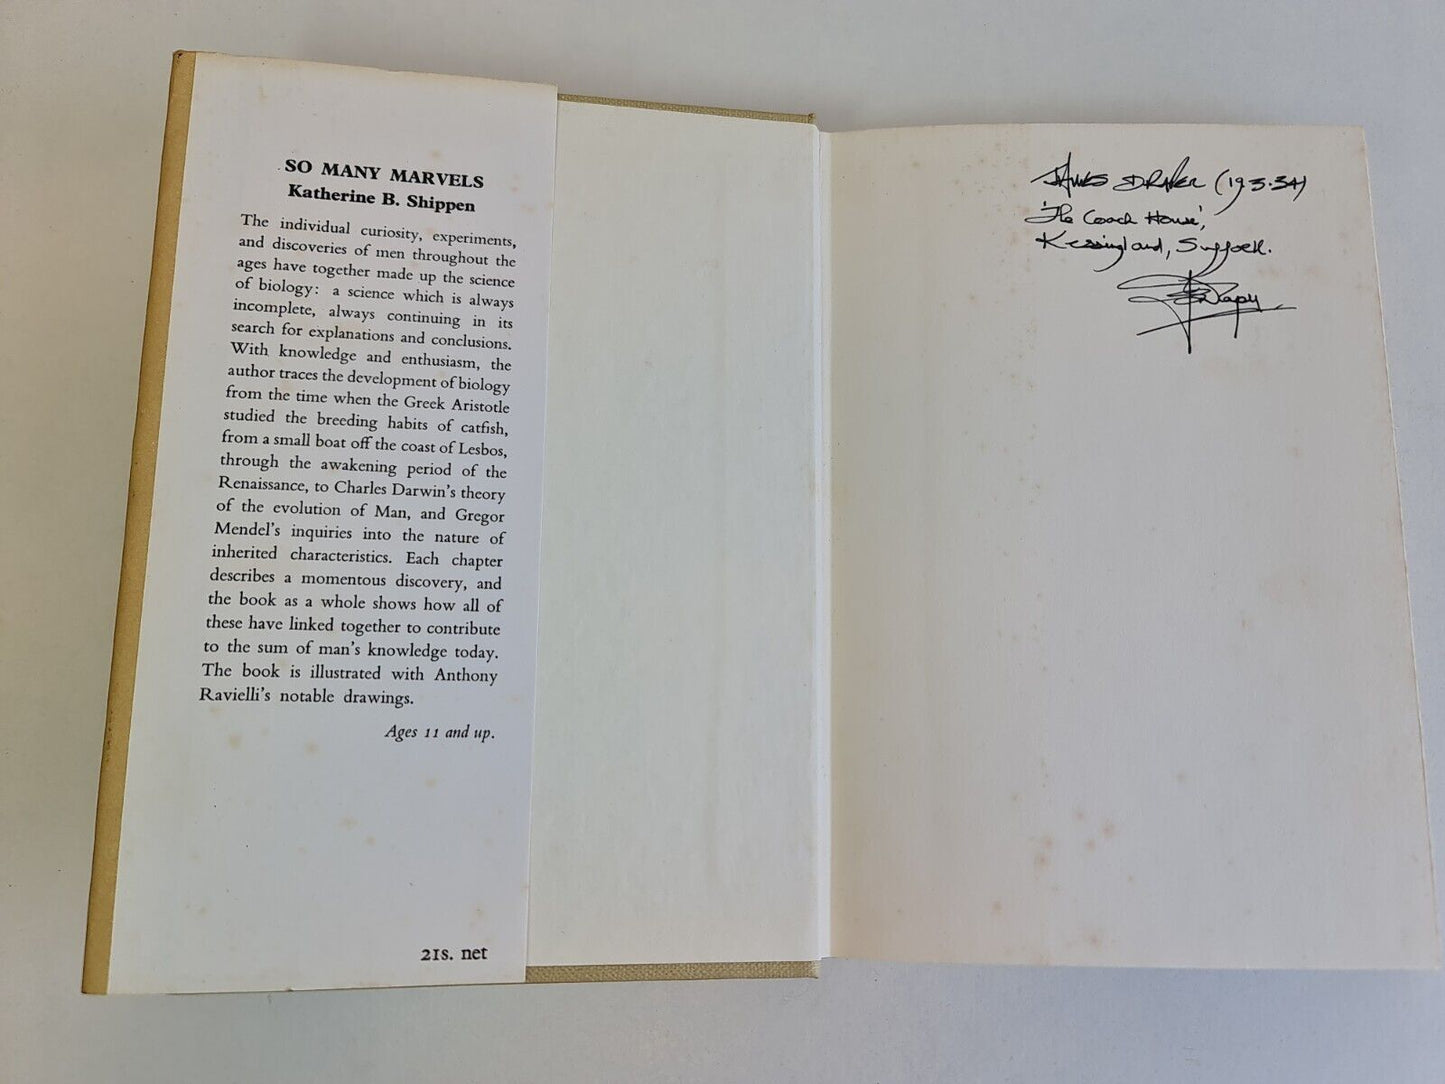 SO MANY MARVELS
Katherine B. Shippen
The individual curiosity, experiments,
and discoveries of men throughout the
ages have together made up the science
of biology: a science which is always
incomplete, always continuing in its
search for explanations and conclusions.
With knowledge and enthusiasm, the
author traces the development of biology
from the time when the Greek Aristotle
studied the breeding habits of catfish,
from a small boat off the coast of Lesbos,
through the awakening period of the
Renaissance, to Charles Darwin's theory
of the evolution of Man, and Gregor
Mendel's inquiries into the nature of
inherited characteristics. Each chapter
describes a momentous discovery, and
the book as a whole shows how all of
these have linked together to contribute
to the sum of man's knowledge today.
The book is illustrated with Anthony
Ravielli's notable drawings.
Ages 11 and up.
21s. net
JAMES DRAPER (193.34)
'The Coach House',
Kessingland, Suffolk.